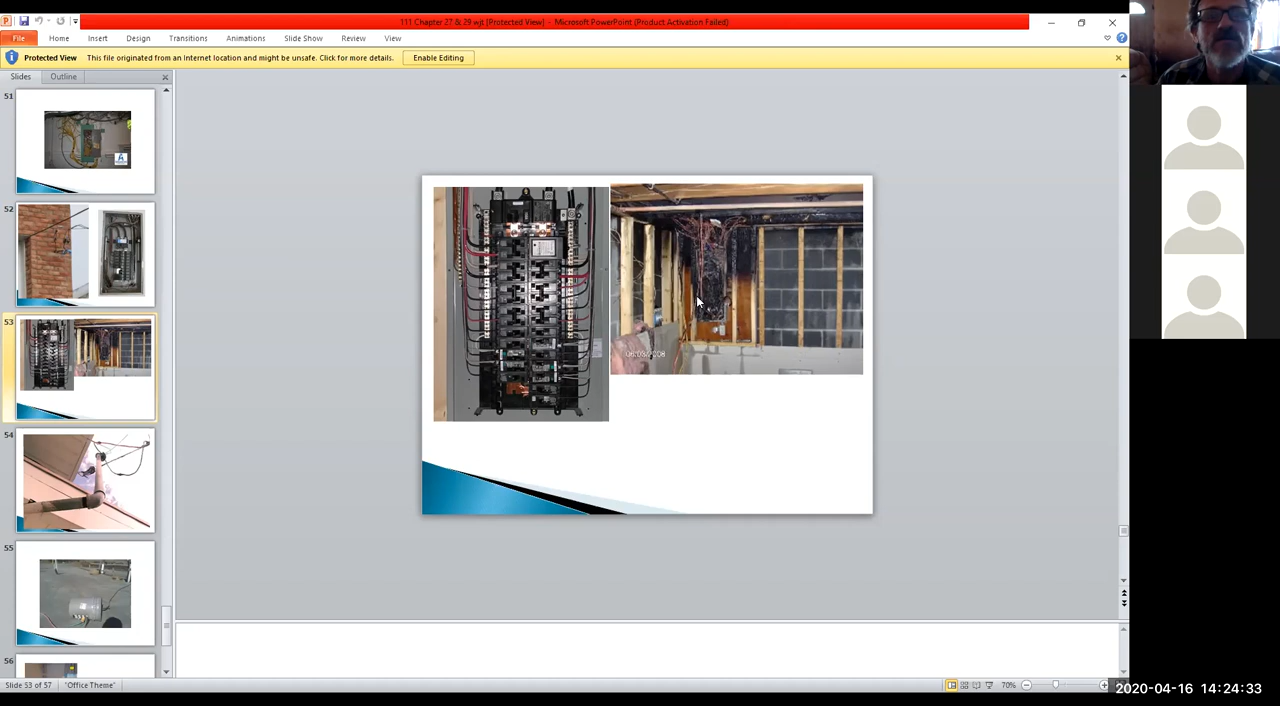 111 Chapter 27 & 29 wjt [Protected View] - Microsoft PowerPoint (Product Activation Failed)
File Home Insert Design Transitions Animations Slide Show Review View
Protected View This file originated from an Internet location and might be unsafe. Click for more details. Enable Editing
Slides Outline
51
A
52
53
54
55
56
Slide 53 of 57 "Office Theme" 70%
2020-04-16 14:24:33